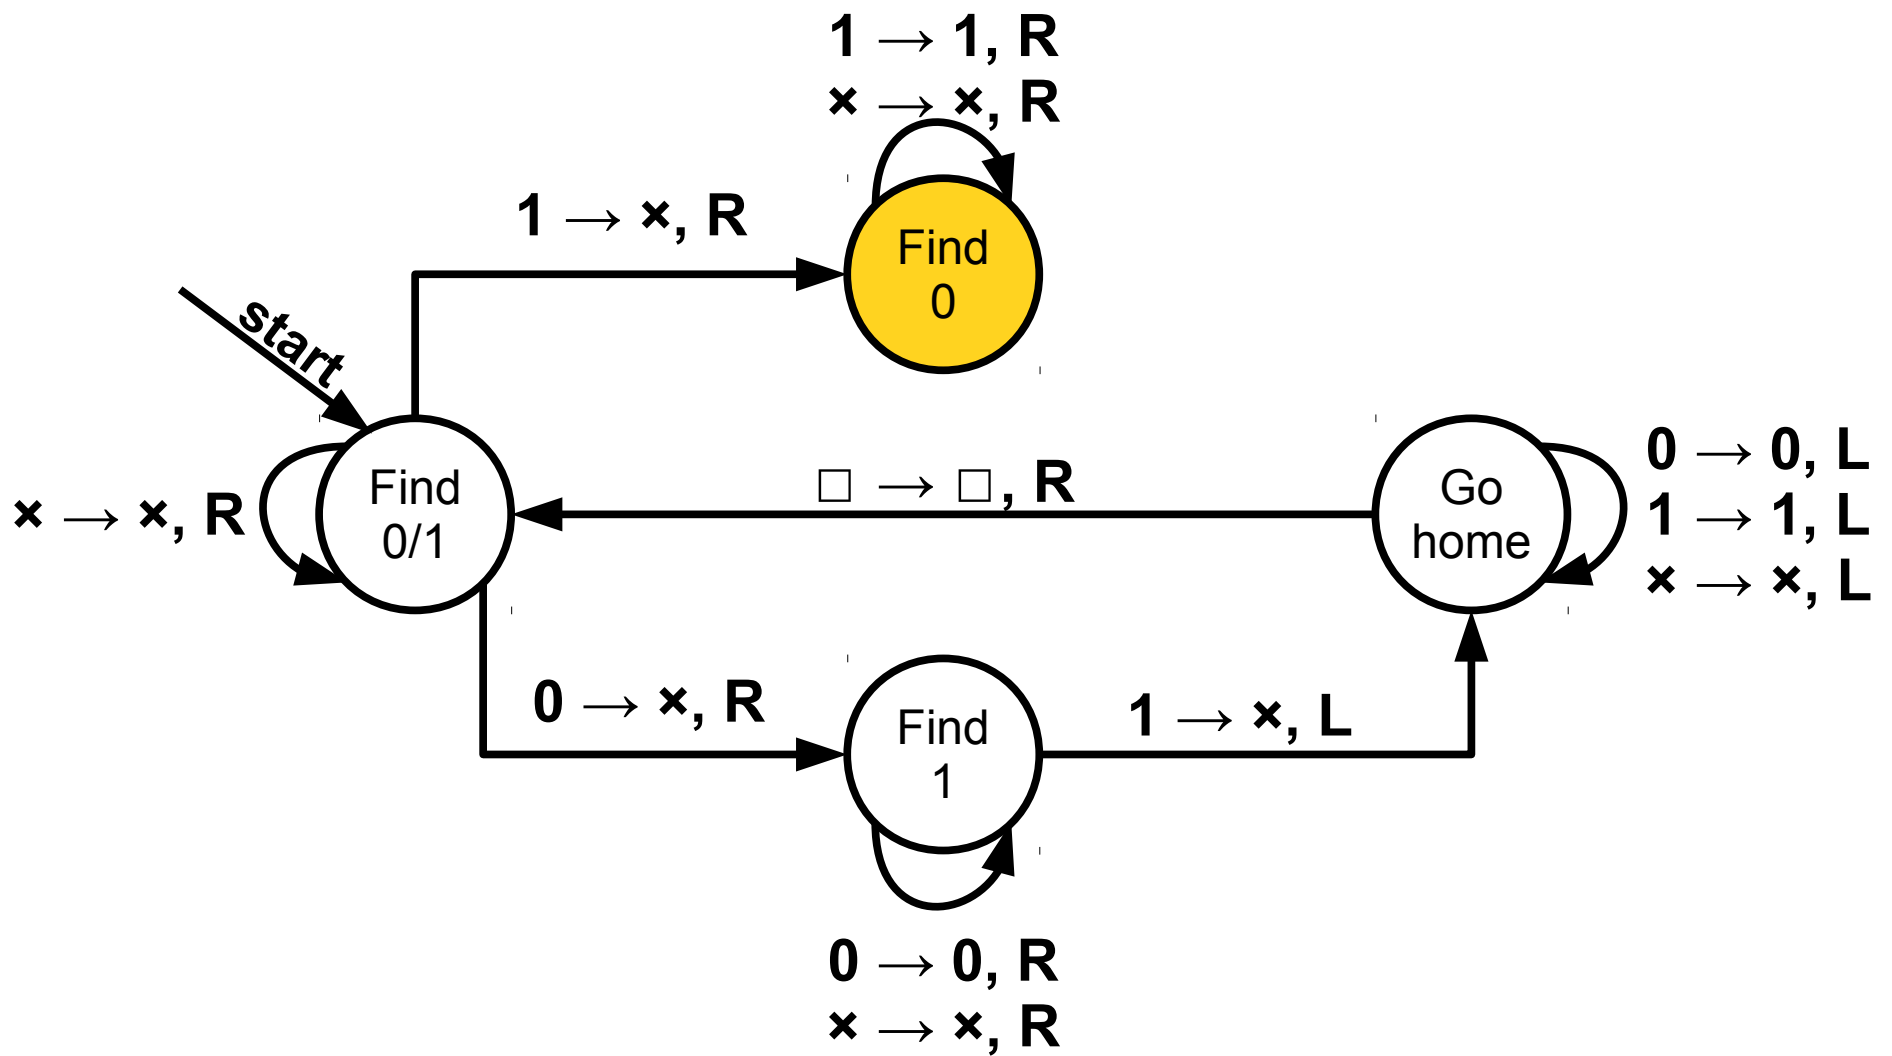 1 → 1, R
× → ×, R
1 → ×, R
Find
0
start
Find
0/1
× → ×, R
□ → □, R
Go
home
0 → 0, L
1 → 1, L
× → ×, L
0 → ×, R
Find
1
1 → ×, L
0 → 0, R
× → ×, R